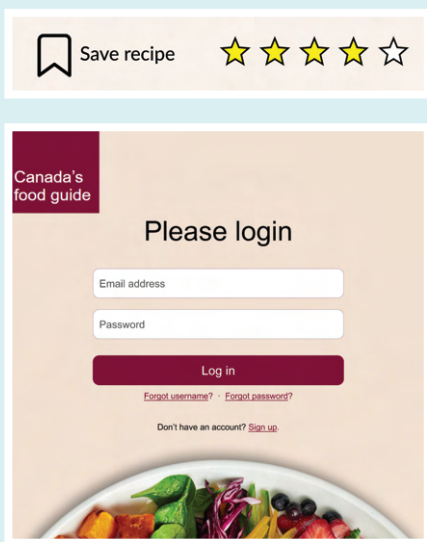 Save recipe
Canada's
food guide
Please login
Email address
Password
Log in
Forgot username? · Forgot password?
Don't have an account? Sign up.